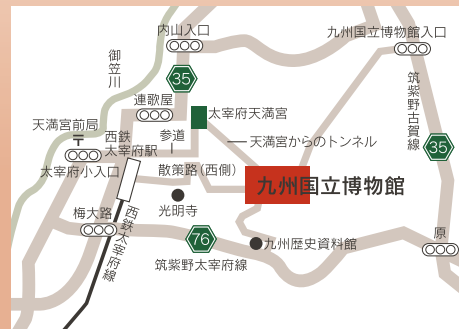 内山入口
九州国立博物館入口
御笠川
35
筑紫野古賀線
連歌屋
太宰府天満宮
天満宮前局
西鉄
太宰府駅
参道
天満宮からのトンネル
35
太宰府小入口
散策路(西側)
九州国立博物館
光明寺
梅大路
西鉄太宰府線
76
九州歴史資料館
原
筑紫野太宰府線